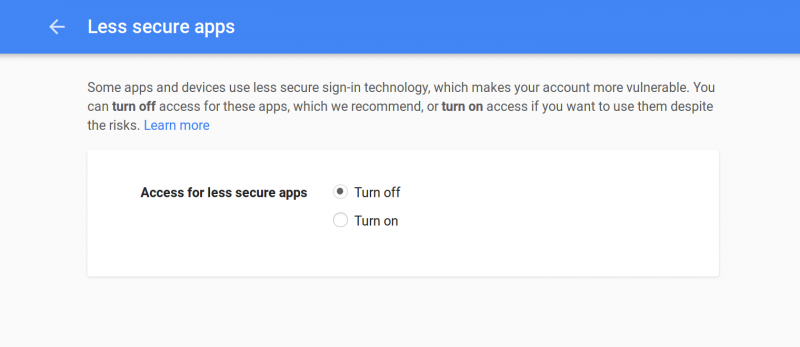 Less secure apps
Some apps and devices use less secure sign-in technology, which makes your account more vulnerable. You
can turn off access for these apps, which we recommend, or turn on access if you want to use them despite
the risks. Learn more
Access for less secure apps
Turn off
Turn on